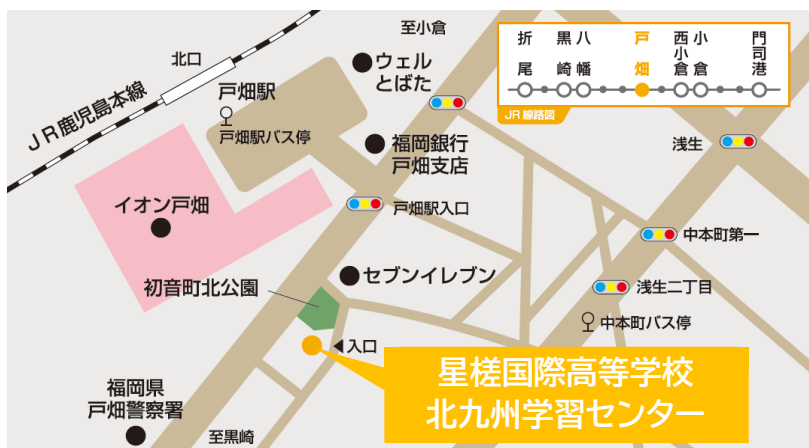 至小倉
北口
ウェル
とばた
戸畑駅
JR鹿児島本線
戸畑駅バス停
福岡銀行
戸畑支店
折尾
黒崎
八幡
戸畑
西小倉
小倉
門司港
JR線路図
浅生
イオン戸畑
戸畑駅入口
中本町第一
セブンイレブン
初音町北公園
浅生二丁目
中本町バス停
入口
星槎国際高等学校
北九州学習センター
福岡県
戸畑警察署
至黒崎